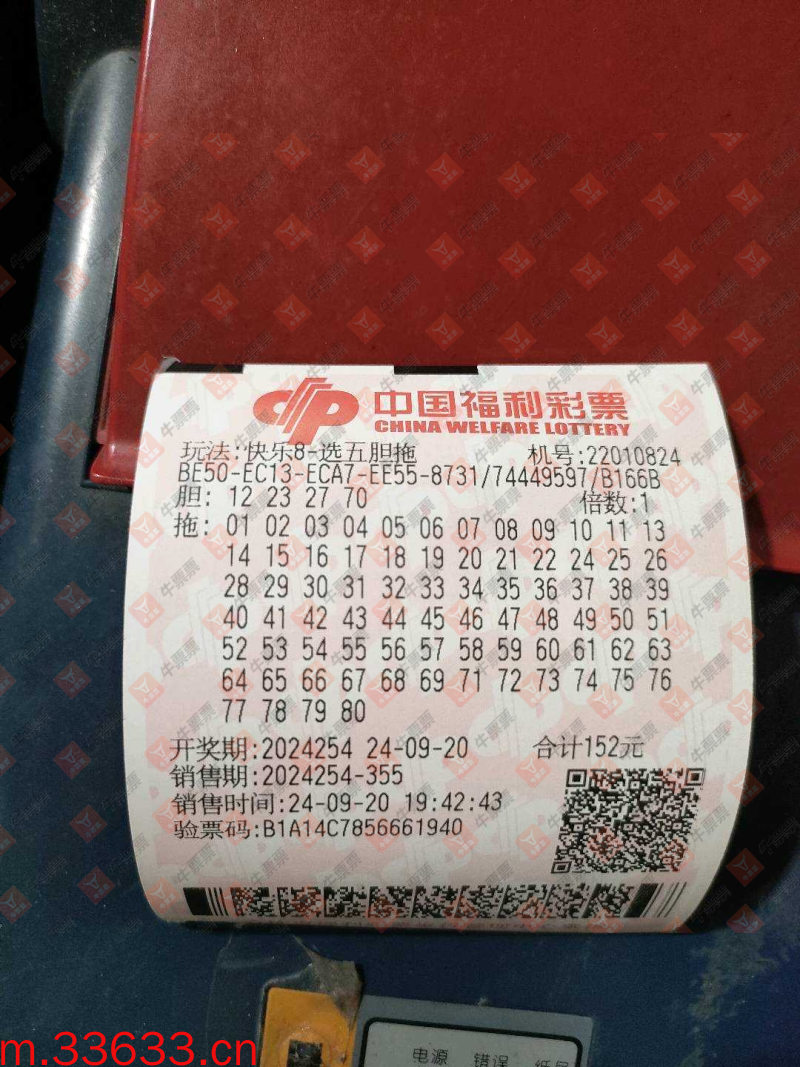 中国福利彩票
CHINA WELFARE LOTTERY
玩法:快乐8-选五胆拖 机号:22010824
BE50-EC13-ECA7-EE55-8731/74449597/B166B
胆: 12 23 27 70 倍数:1
拖: 01 02 03 04 05 06 07 08 09 10 11 13
14 15 16 17 18 19 20 21 22 24 25 26
28 29 30 31 32 33 34 35 36 37 38 39
40 41 42 43 44 45 46 47 48 49 50 51
52 53 54 55 56 57 58 59 60 61 62 63
64 65 66 67 68 69 71 72 73 74 75 76
77 78 79 80
开奖期:2024254 24-09-20 合计152元
销售期:2024254-355
销售时间:24-09-20 19:42:43
验票码:B1A14C7856661940
m.33633.cn
电源 错误
牛票票